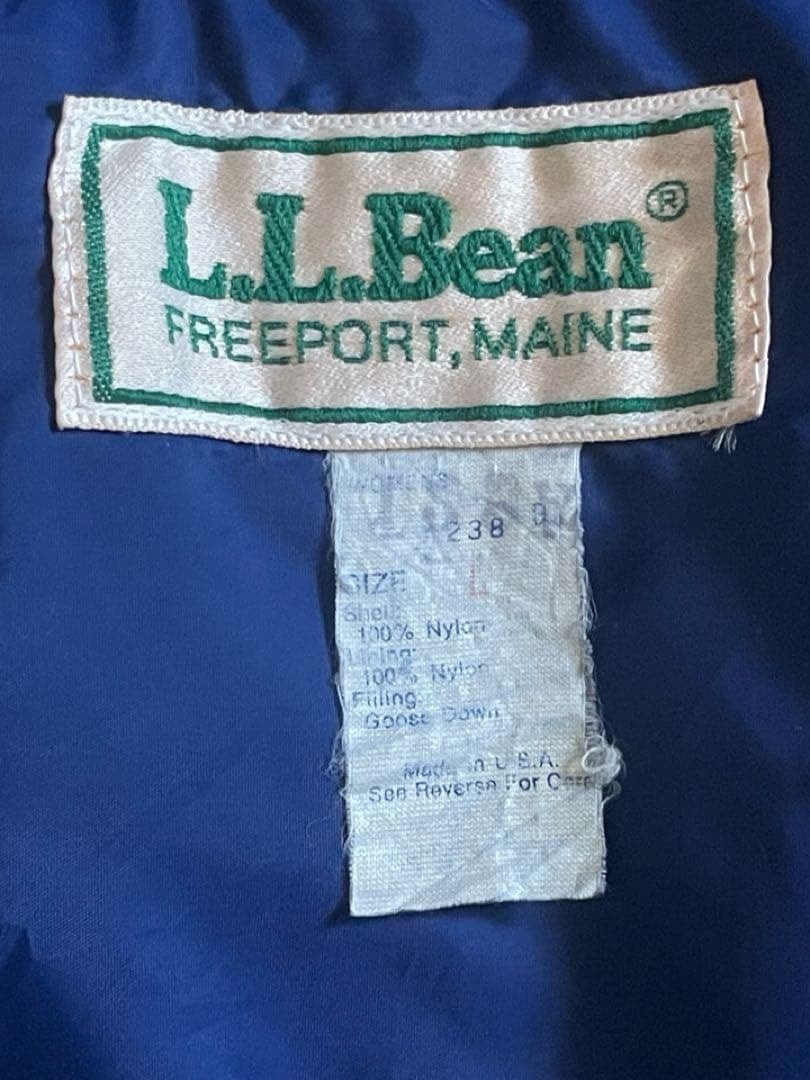 L.L.Bean®
FREEPORT, MAINE
WOMENS
238
SIZE L
Shell:
100% Nylon
Lining:
100% Nylon
Filling:
Goose Down
Made in U.S.A.
See Reverse For Care